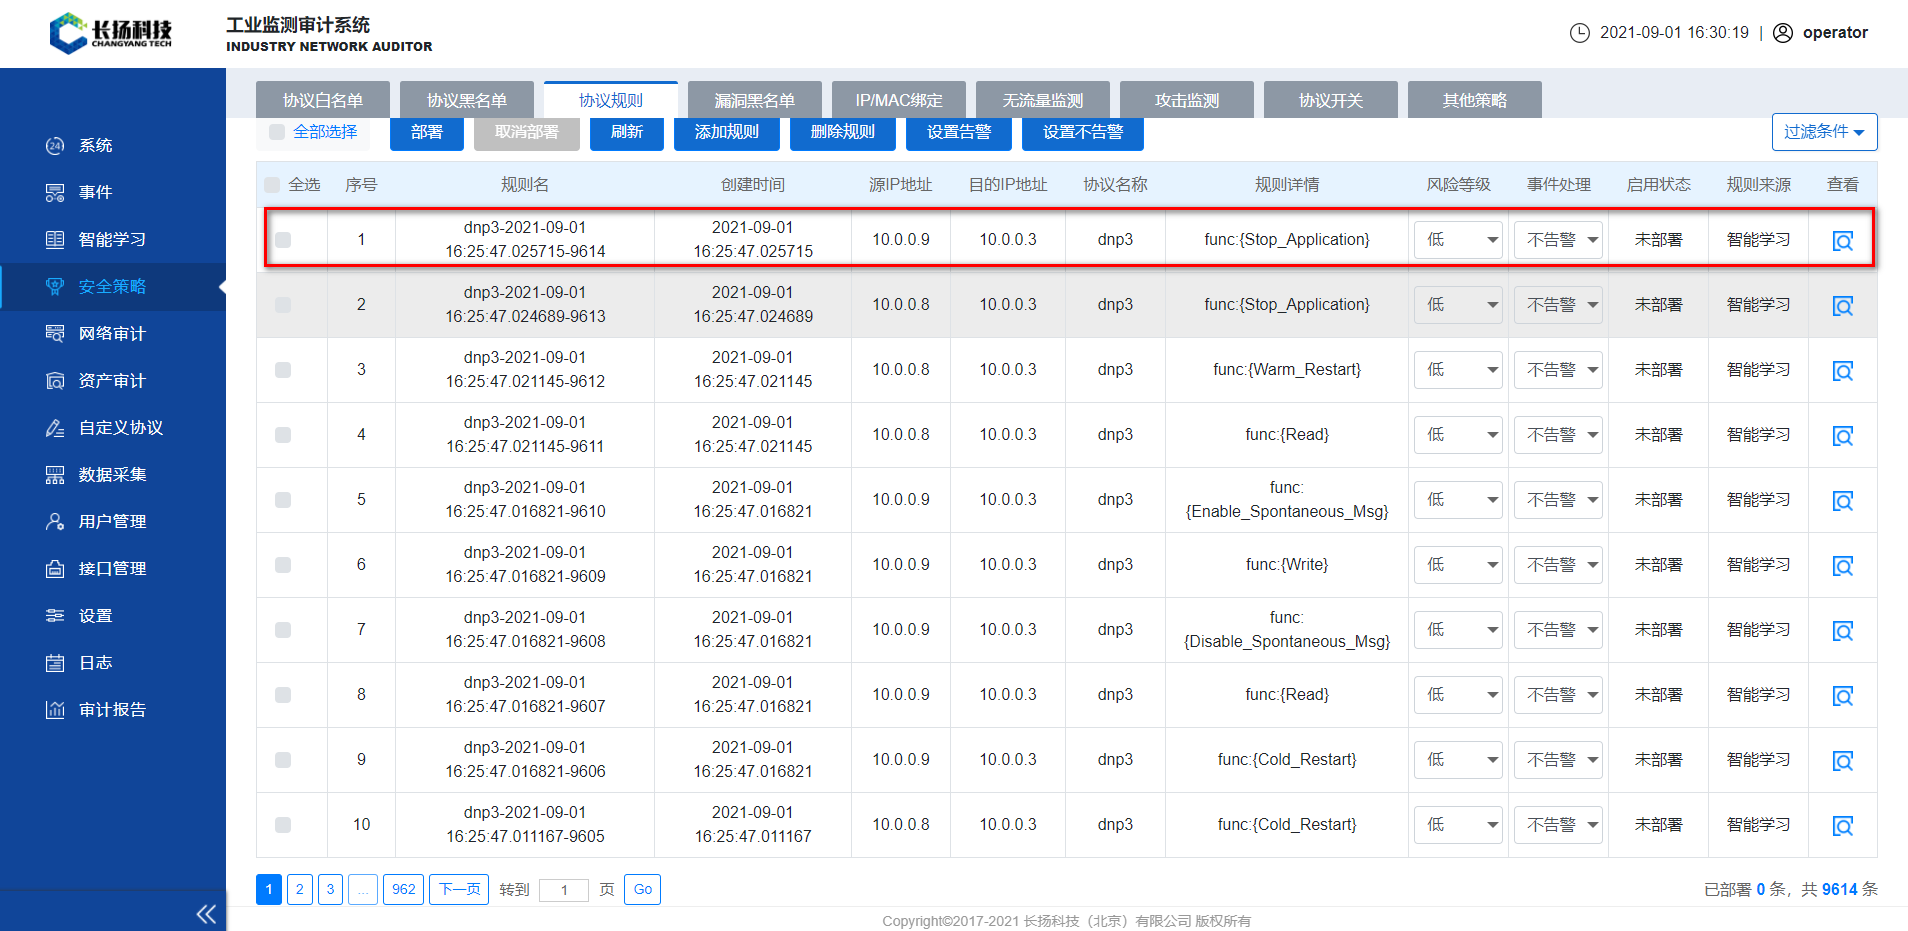 长扬科技
CHANGYANG TECH
工业监测审计系统
INDUSTRY NETWORK AUDITOR
2021-09-01 16:30:19 | operator
系统
事件
智能学习
安全策略
网络审计
资产审计
自定义协议
数据采集
用户管理
接口管理
设置
日志
审计报告
协议白名单 协议黑名单 协议规则 漏洞黑名单 IP/MAC绑定 无流量监测 攻击监测 协议开关 其他策略
全部选择 部署 取消部署 刷新 添加规则 删除规则 设置告警 设置不告警 过滤条件
全选 序号 规则名 创建时间 源IP地址 目的IP地址 协议名称 规则详情 风险等级 事件处理 启用状态 规则来源 查看
1 dnp3-2021-09-01 16:25:47.025715-9614 2021-09-01 16:25:47.025715 10.0.0.9 10.0.0.3 dnp3 func:{Stop_Application} 低 不告警 未部署 智能学习
2 dnp3-2021-09-01 16:25:47.024689-9613 2021-09-01 16:25:47.024689 10.0.0.8 10.0.0.3 dnp3 func:{Stop_Application} 低 不告警 未部署 智能学习
3 dnp3-2021-09-01 16:25:47.021145-9612 2021-09-01 16:25:47.021145 10.0.0.8 10.0.0.3 dnp3 func:{Warm_Restart} 低 不告警 未部署 智能学习
4 dnp3-2021-09-01 16:25:47.021145-9611 2021-09-01 16:25:47.021145 10.0.0.8 10.0.0.3 dnp3 func:{Read} 低 不告警 未部署 智能学习
5 dnp3-2021-09-01 16:25:47.016821-9610 2021-09-01 16:25:47.016821 10.0.0.9 10.0.0.3 dnp3 func:{Enable_Spontaneous_Msg} 低 不告警 未部署 智能学习
6 dnp3-2021-09-01 16:25:47.016821-9609 2021-09-01 16:25:47.016821 10.0.0.9 10.0.0.3 dnp3 func:{Write} 低 不告警 未部署 智能学习
7 dnp3-2021-09-01 16:25:47.016821-9608 2021-09-01 16:25:47.016821 10.0.0.9 10.0.0.3 dnp3 func:{Disable_Spontaneous_Msg} 低 不告警 未部署 智能学习
8 dnp3-2021-09-01 16:25:47.016821-9607 2021-09-01 16:25:47.016821 10.0.0.9 10.0.0.3 dnp3 func:{Read} 低 不告警 未部署 智能学习
9 dnp3-2021-09-01 16:25:47.016821-9606 2021-09-01 16:25:47.016821 10.0.0.9 10.0.0.3 dnp3 func:{Cold_Restart} 低 不告警 未部署 智能学习
10 dnp3-2021-09-01 16:25:47.011167-9605 2021-09-01 16:25:47.011167 10.0.0.8 10.0.0.3 dnp3 func:{Cold_Restart} 低 不告警 未部署 智能学习
1 2 3 ... 962 下一页 转到 1 页 Go 已部署 0 条，共 9614 条
Copyright©2017-2021 长扬科技（北京）有限公司 版权所有